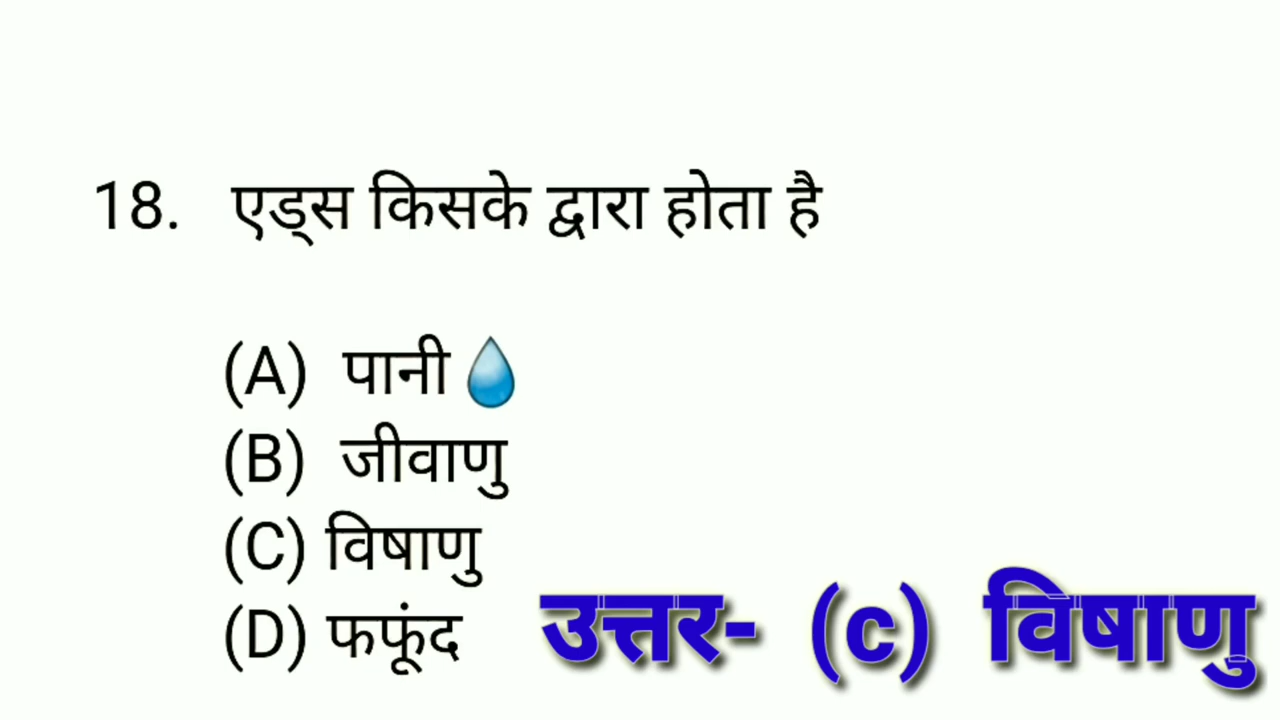 18. एड्स किसके द्वारा होता है
(A) पानी💧
(B) जीवाणु
(C) विषाणु
(D) फफूंद
उत्तर- (c) विषाणु